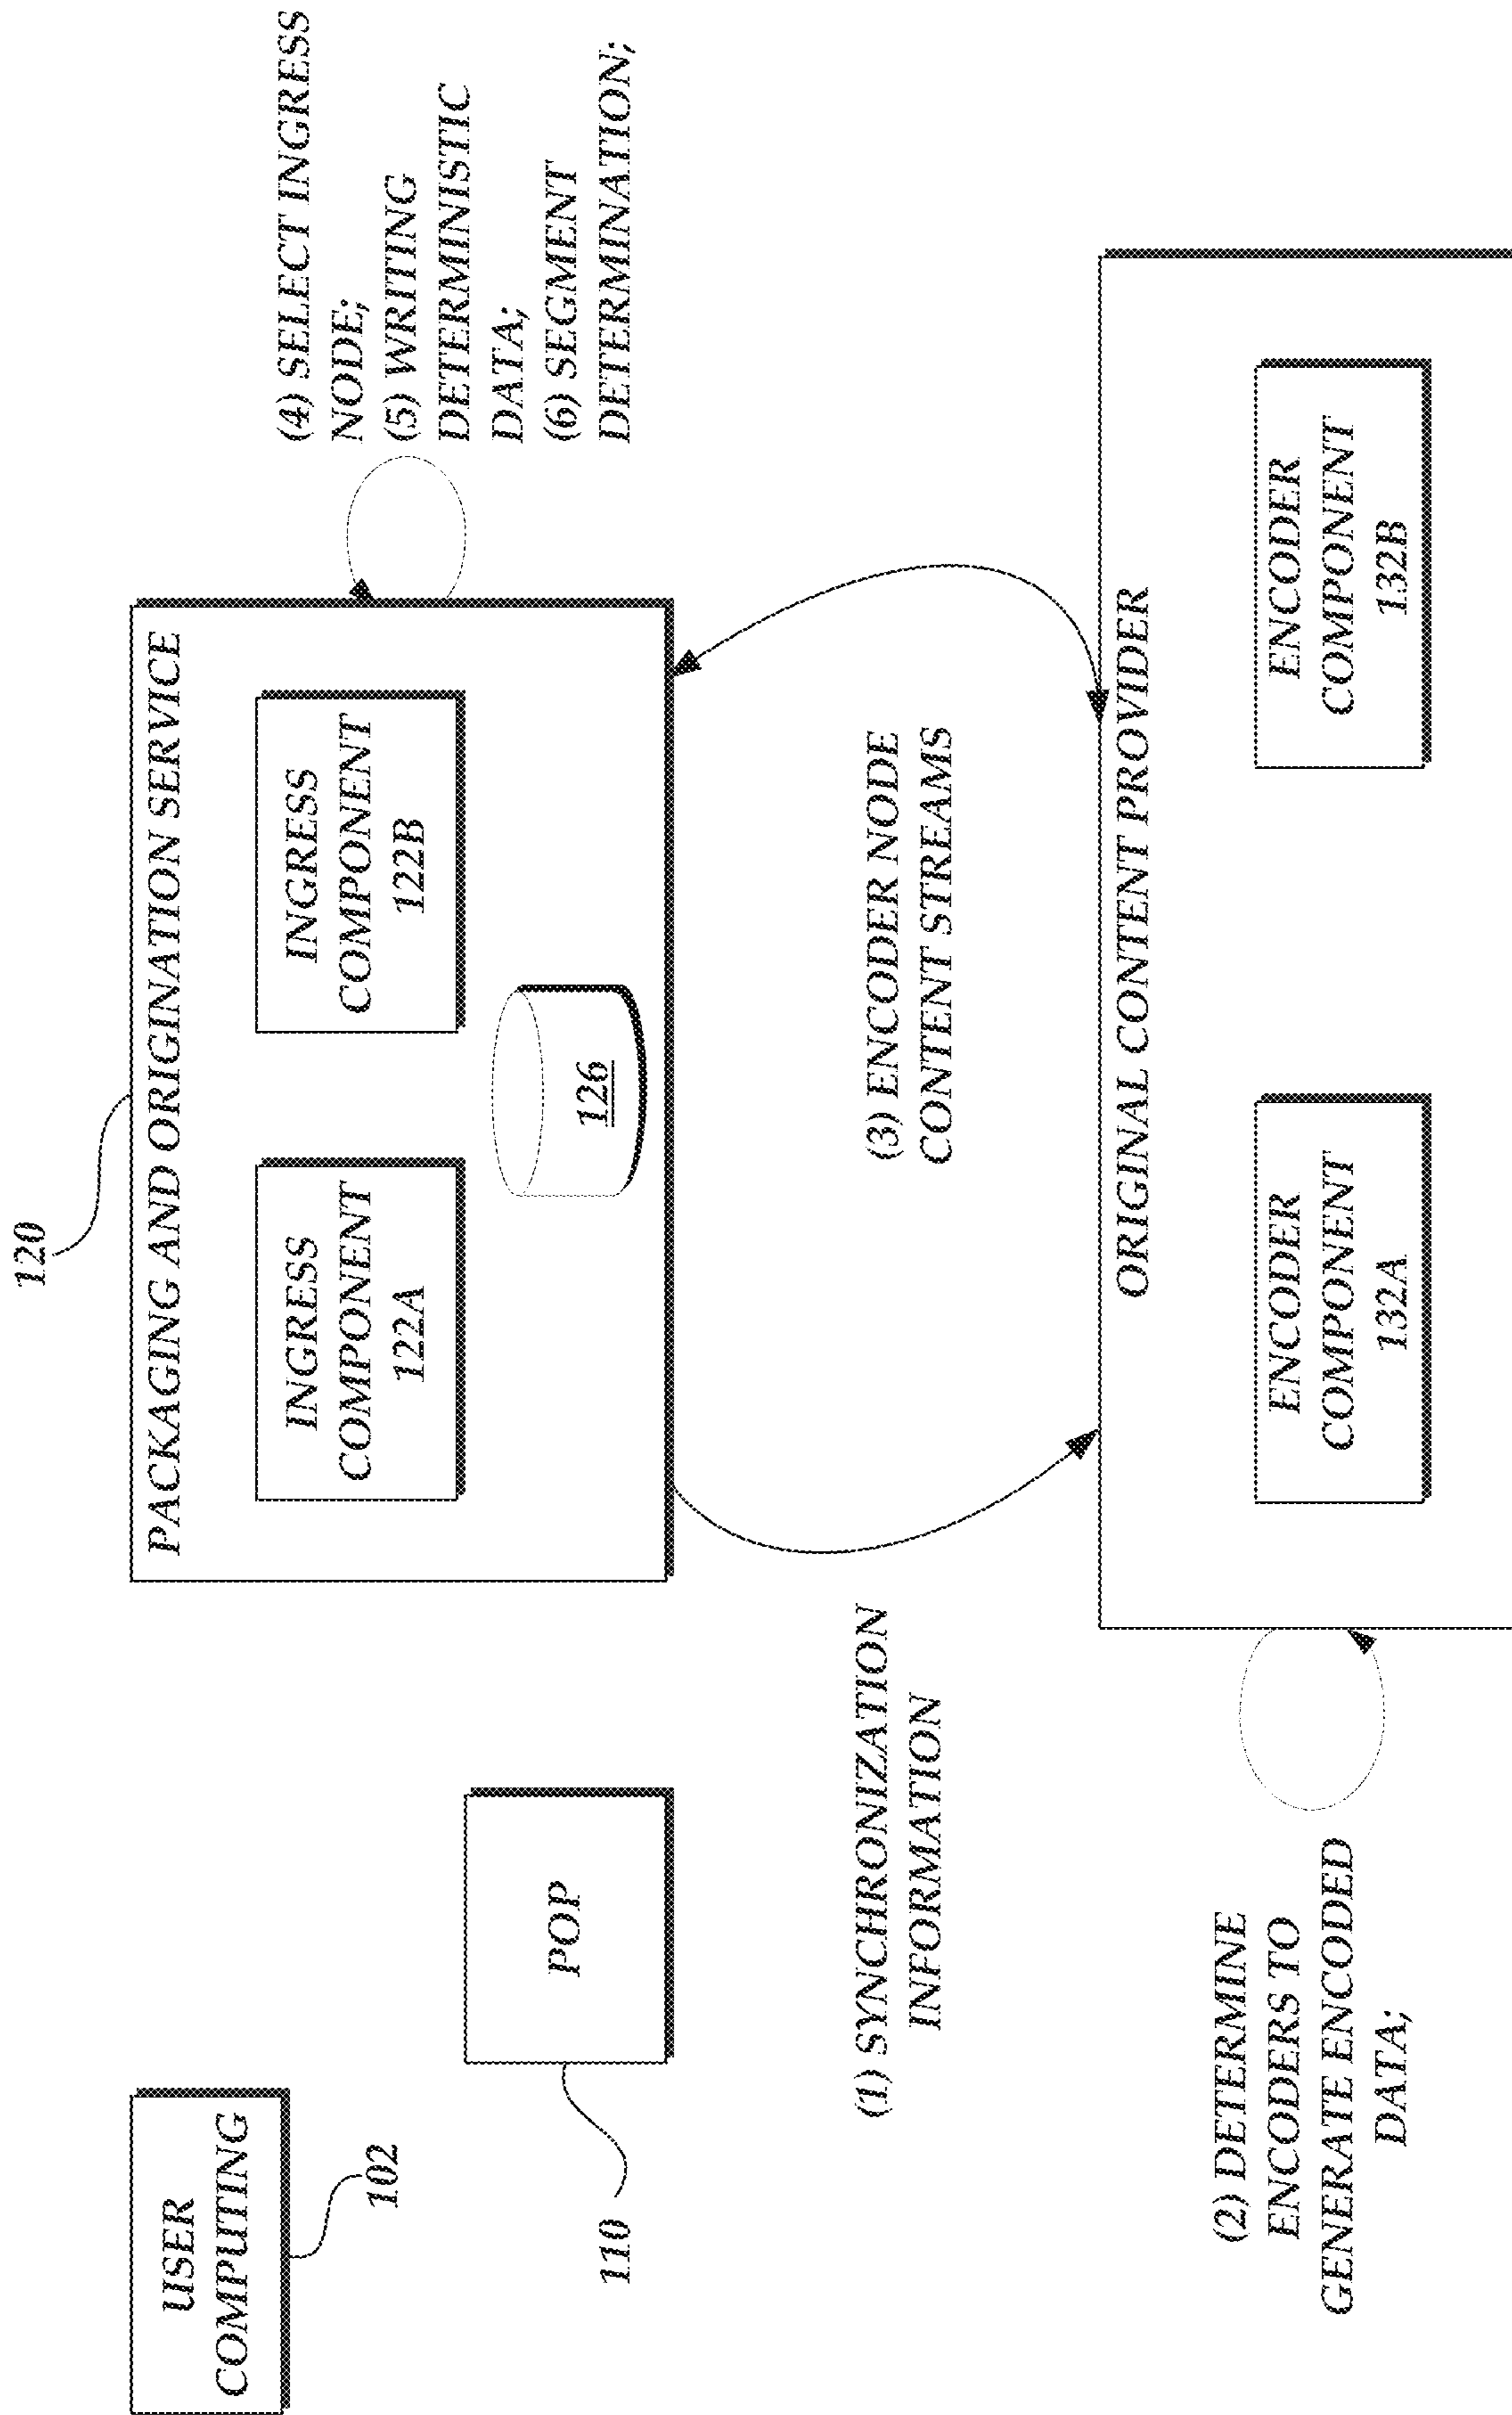 120
PACKAGING AND ORIGINATION SERVICE
INGRESS
COMPONENT
122A
INGRESS
COMPONENT
122B
126
(4) SELECT INGRESS
NODE;
(5) WRITING
DETERMINISTIC
DATA;
(6) SEGMENT
DETERMINATION;
USER
COMPUTING
102
POP
110
(1) SYNCHRONIZATION
INFORMATION
(3) ENCODER NODE
CONTENT STREAMS
(2) DETERMINE
ENCODERS TO
GENERATE ENCODED
DATA;
ORIGINAL CONTENT PROVIDER
ENCODER
COMPONENT
132A
ENCODER
COMPONENT
132B